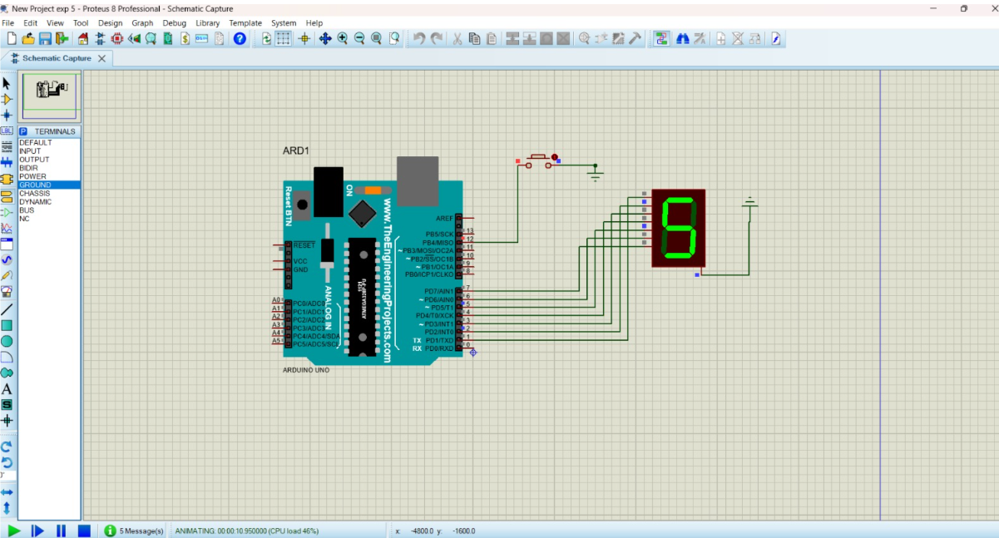 New Project exp 5 - Proteus 8 Professional - Schematic Capture
File Edit View Tool Design Graph Debug Library Template System Help
Schematic Capture
TERMINALS
DEFAULT
INPUT
OUTPUT
BIDIR
POWER
GROUND
CHASSIS
DYNAMIC
BUS
NC
ARD1
Reset BTN
ON
www.TheEngineeringProjects.com
ANALOG IN
RESET
VCC
GND
A0 PC0/ADC0
A1 PC1/ADC1
A2 PC2/ADC2
A3 PC3/ADC3
A4 PC4/ADC4/SDA
A5 PC5/ADC5/SCL
AREF
PB5/SCK 13
PB4/MISO 12
~PB3/MOSI/OC2A 11
~PB2/SS/OC1B 10
~PB1/OC1A 9
PB0/ICP1/CLKO 8
PD7/AIN1 7
~PD6/AIN0 6
~PD5/T1 5
PD4/T0/XCK 4
~PD3/INT1 3
PD2/INT0 2
TX PD1/TXD 1
RX PD0/RXD 0
ARDUINO UNO
5
5 Message(s)
ANIMATING: 00:00:10.950000 (CPU load 46%)
x: -4800.0 y: -1600.0